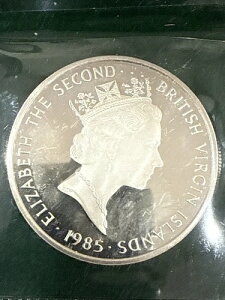 ELIZABETH THE SECOND · BRITISH VIRGIN ISLANDS · 1985 ·